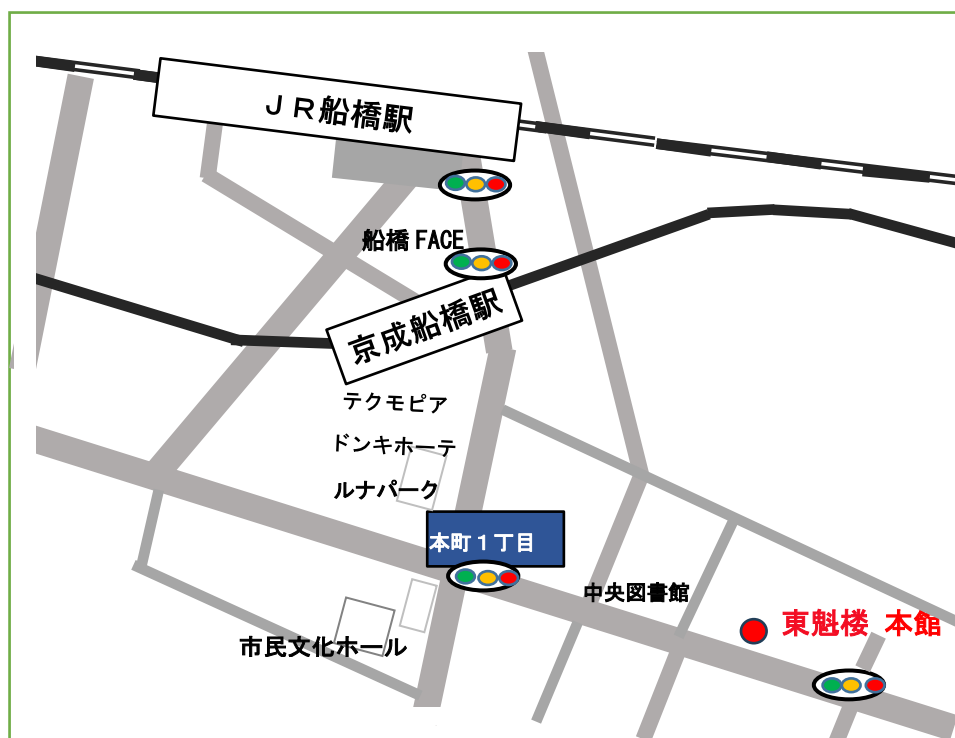 ＪＲ船橋駅
船橋 FACE
京成船橋駅
テクモピア
ドンキホーテ
ルナパーク
本町１丁目
中央図書館
東魁楼 本館
市民文化ホール